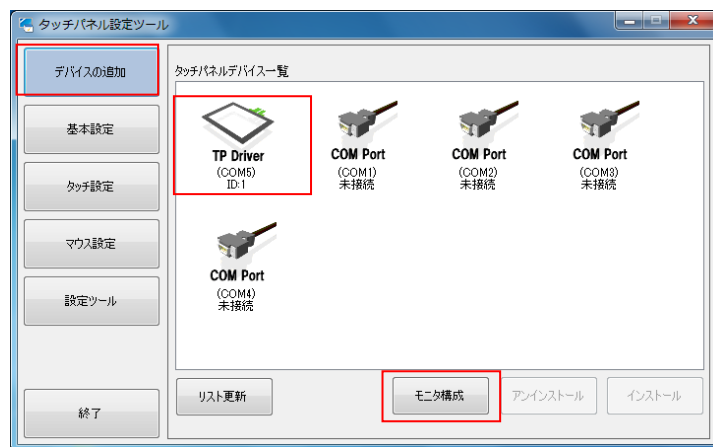 タッチパネル設定ツール
デバイスの追加
基本設定
タッチ設定
マウス設定
設定ツール
終了
タッチパネルデバイス一覧
TP Driver
(COM5)
ID:1
COM Port
(COM1)
未接続
COM Port
(COM2)
未接続
COM Port
(COM3)
未接続
COM Port
(COM4)
未接続
リスト更新
モニタ構成
アンインストール
インストール